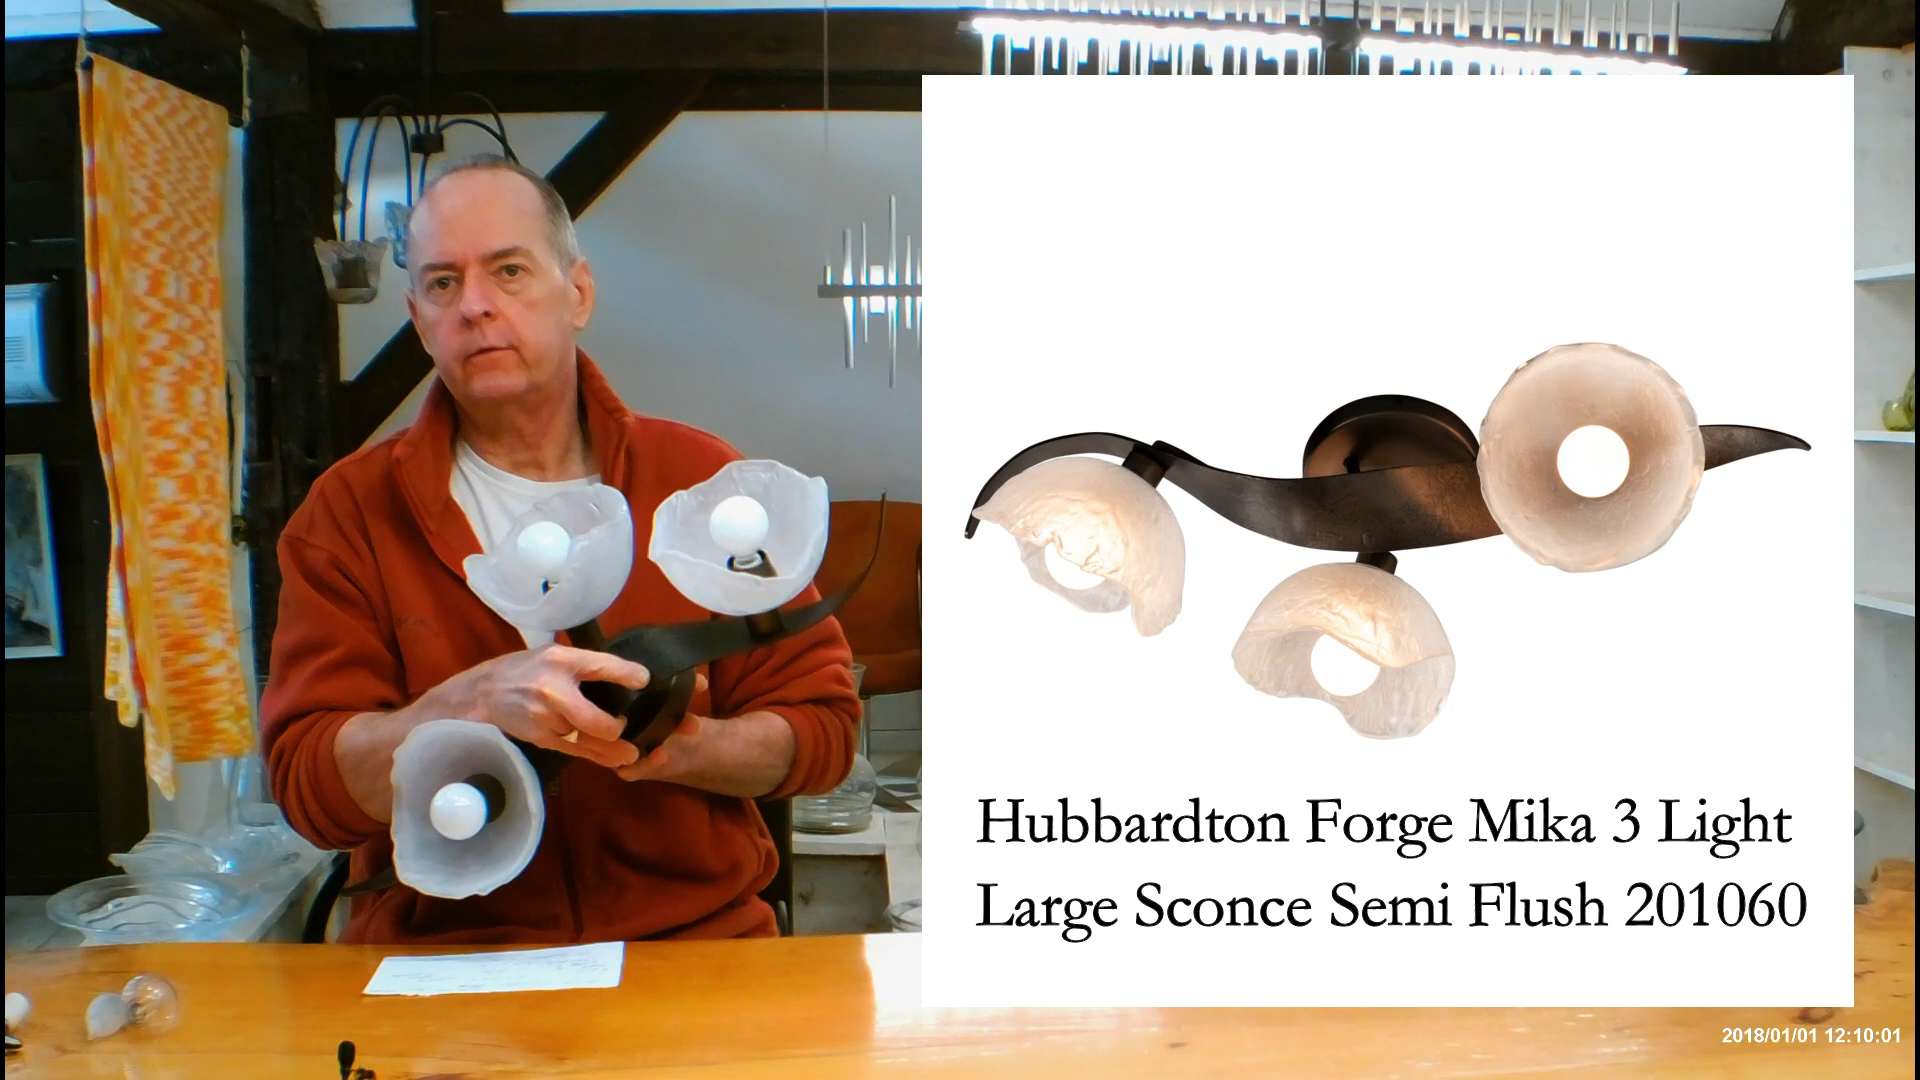 Hubbardton Forge Mika 3 Light
Large Sconce Semi Flush 201060
2018/01/01 12:10:01